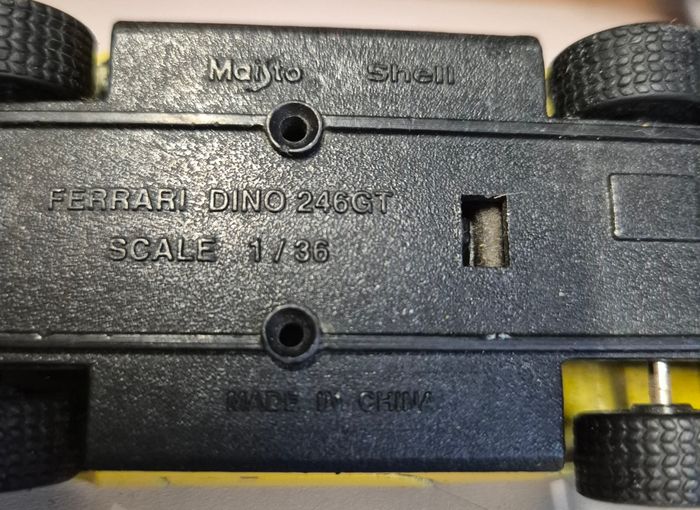 Maisto Shell
FERRARI DINO 246GT
SCALE 1/36
MADE IN CHINA